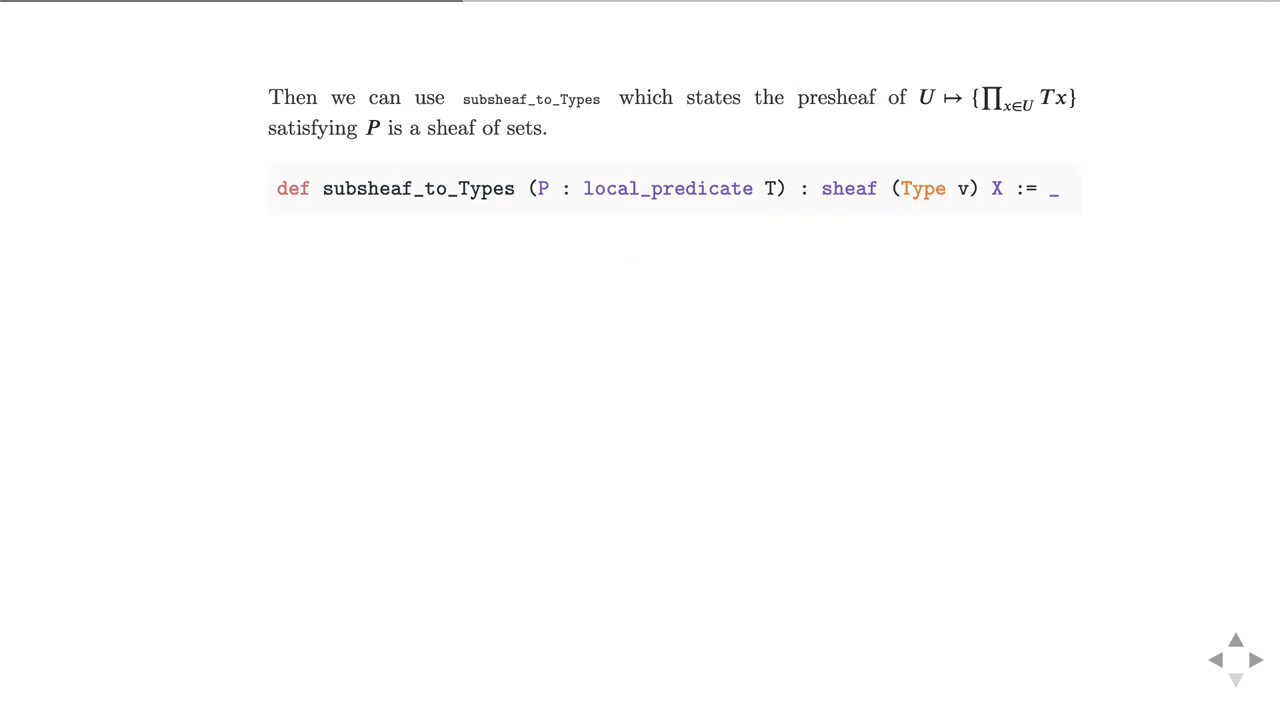 Then we can use subsheaf_to_Types which states the presheaf of U ↦ {∏ₓ∈U Tx}
satisfying P is a sheaf of sets.
def subsheaf_to_Types (P : local_predicate T) : sheaf (Type v) X := _